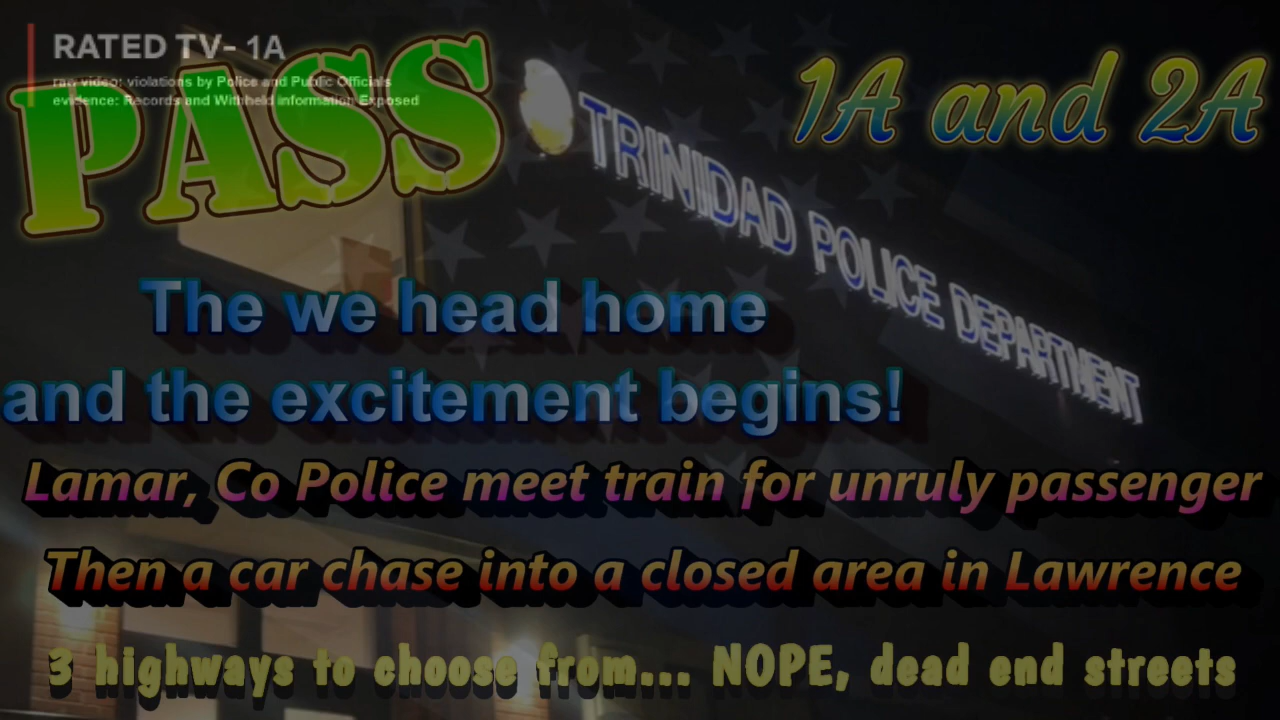 RATED TV- 1A
raw video: violations by Police and Public Officials
evidence: Records and Withheld information Exposed
PASS
1A and 2A
TRINIDAD POLICE DEPARTMENT
The we head home
and the excitement begins!
Lamar, Co Police meet train for unruly passenger
Then a car chase into a closed area in Lawrence
3 highways to choose from... NOPE, dead end streets